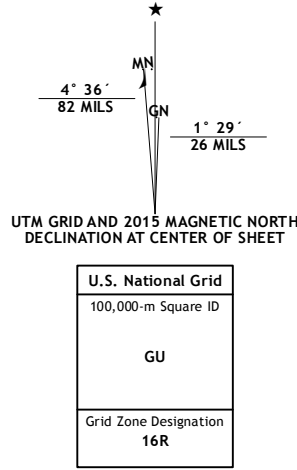 ★
MN
4° 36´
82 MILS
GN
1° 29´
26 MILS
UTM GRID AND 2015 MAGNETIC NORTH
DECLINATION AT CENTER OF SHEET
U.S. National Grid
100,000-m Square ID
GU
Grid Zone Designation
16R